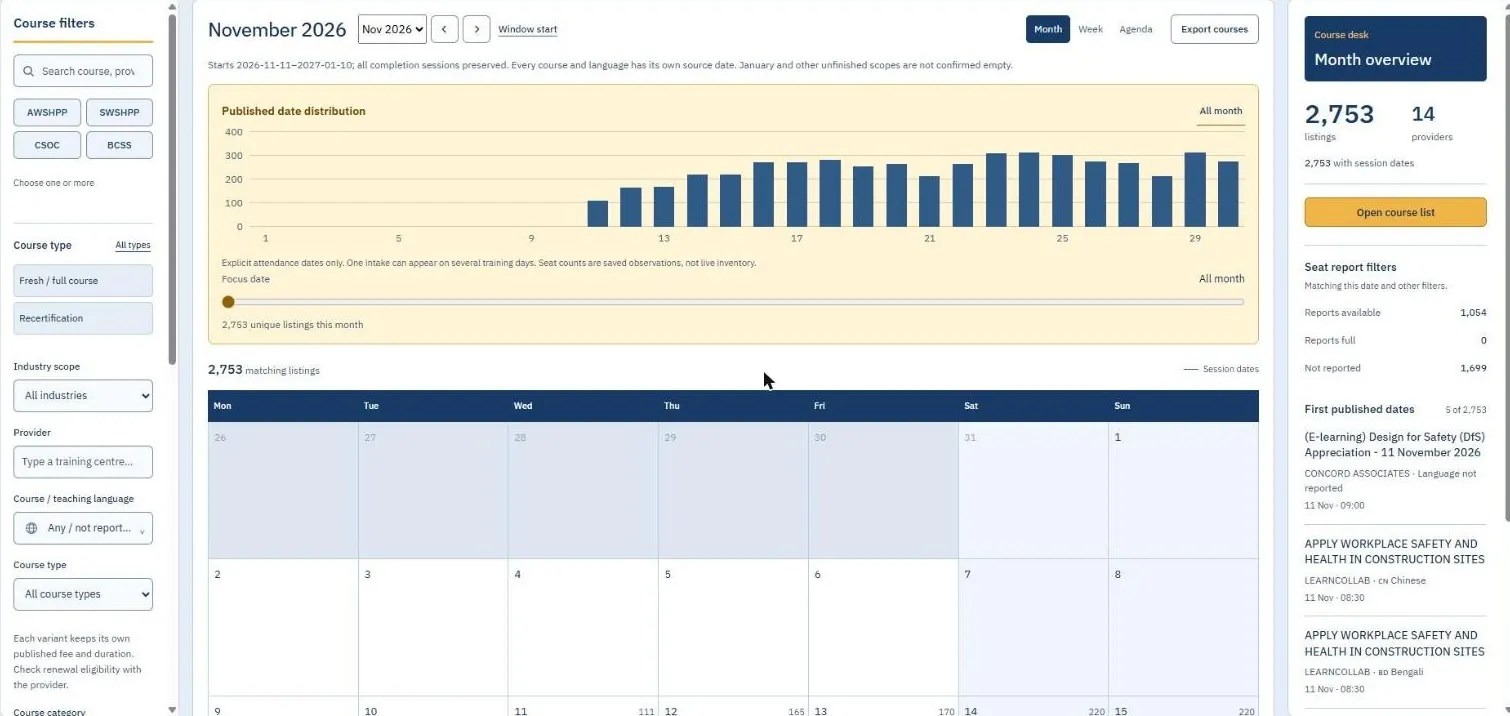 Course filters
Search course, prov
AWSHPP
SWSHPP
CSOC
BCSS
Choose one or more
Course type
All types
Fresh / full course
Recertification
Industry scope
All industries
Provider
Type a training centre...
Course / teaching language
Any / not report...
Course type
All course types
Each variant keeps its own
published fee and duration.
Check renewal eligibility with
the provider.
Course category
November 2026
Nov 2026
Window start
Month
Week
Agenda
Export courses
Starts 2026-11-11–2027-01-10; all completion sessions preserved. Every course and language has its own source date. January and other unfinished scopes are not confirmed empty.
Published date distribution
All month
400
300
200
100
0
1 5 9 13 17 21 25 29
Explicit attendance dates only. One intake can appear on several training days. Seat counts are saved observations, not live inventory.
Focus date
All month
2,753 unique listings this month
2,753 matching listings
Session dates
Mon Tue Wed Thu Fri Sat Sun
26 27 28 29 30 31 1
2 3 4 5 6 7 8
9 10 11 111 12 165 13 170 14 220 15 220
Course desk
Month overview
2,753 14
listings providers
2,753 with session dates
Open course list
Seat report filters
Matching this date and other filters.
Reports available 1,054
Reports full 0
Not reported 1,699
First published dates 5 of 2,753
(E-learning) Design for Safety (DfS)
Appreciation - 11 November 2026
CONCORD ASSOCIATES · Language not
reported
11 Nov · 09:00
APPLY WORKPLACE SAFETY AND
HEALTH IN CONSTRUCTION SITES
LEARNCOLLAB · CN Chinese
11 Nov · 08:30
APPLY WORKPLACE SAFETY AND
HEALTH IN CONSTRUCTION SITES
LEARNCOLLAB · BD Bengali
11 Nov · 08:30